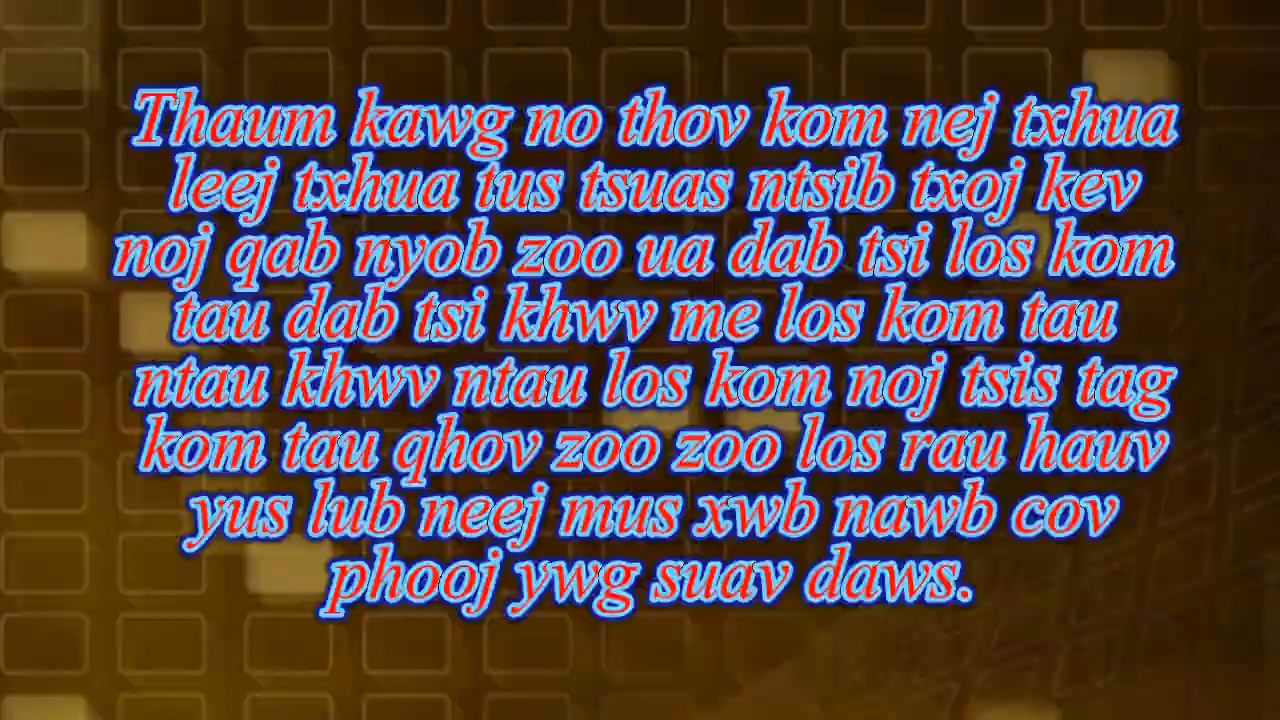 Thaum kawg no thov kom nej txhua
leej txhua tus tsuas ntsib txoj kev
noj qab nyob zoo ua dab tsi los kom
tau dab tsi khwv me los kom tau
ntau khwv ntau los kom noj tsis tag
kom tau qhov zoo zoo los rau hauv
yus lub neej mus xwb nawb cov
phooj ywg suav daws.